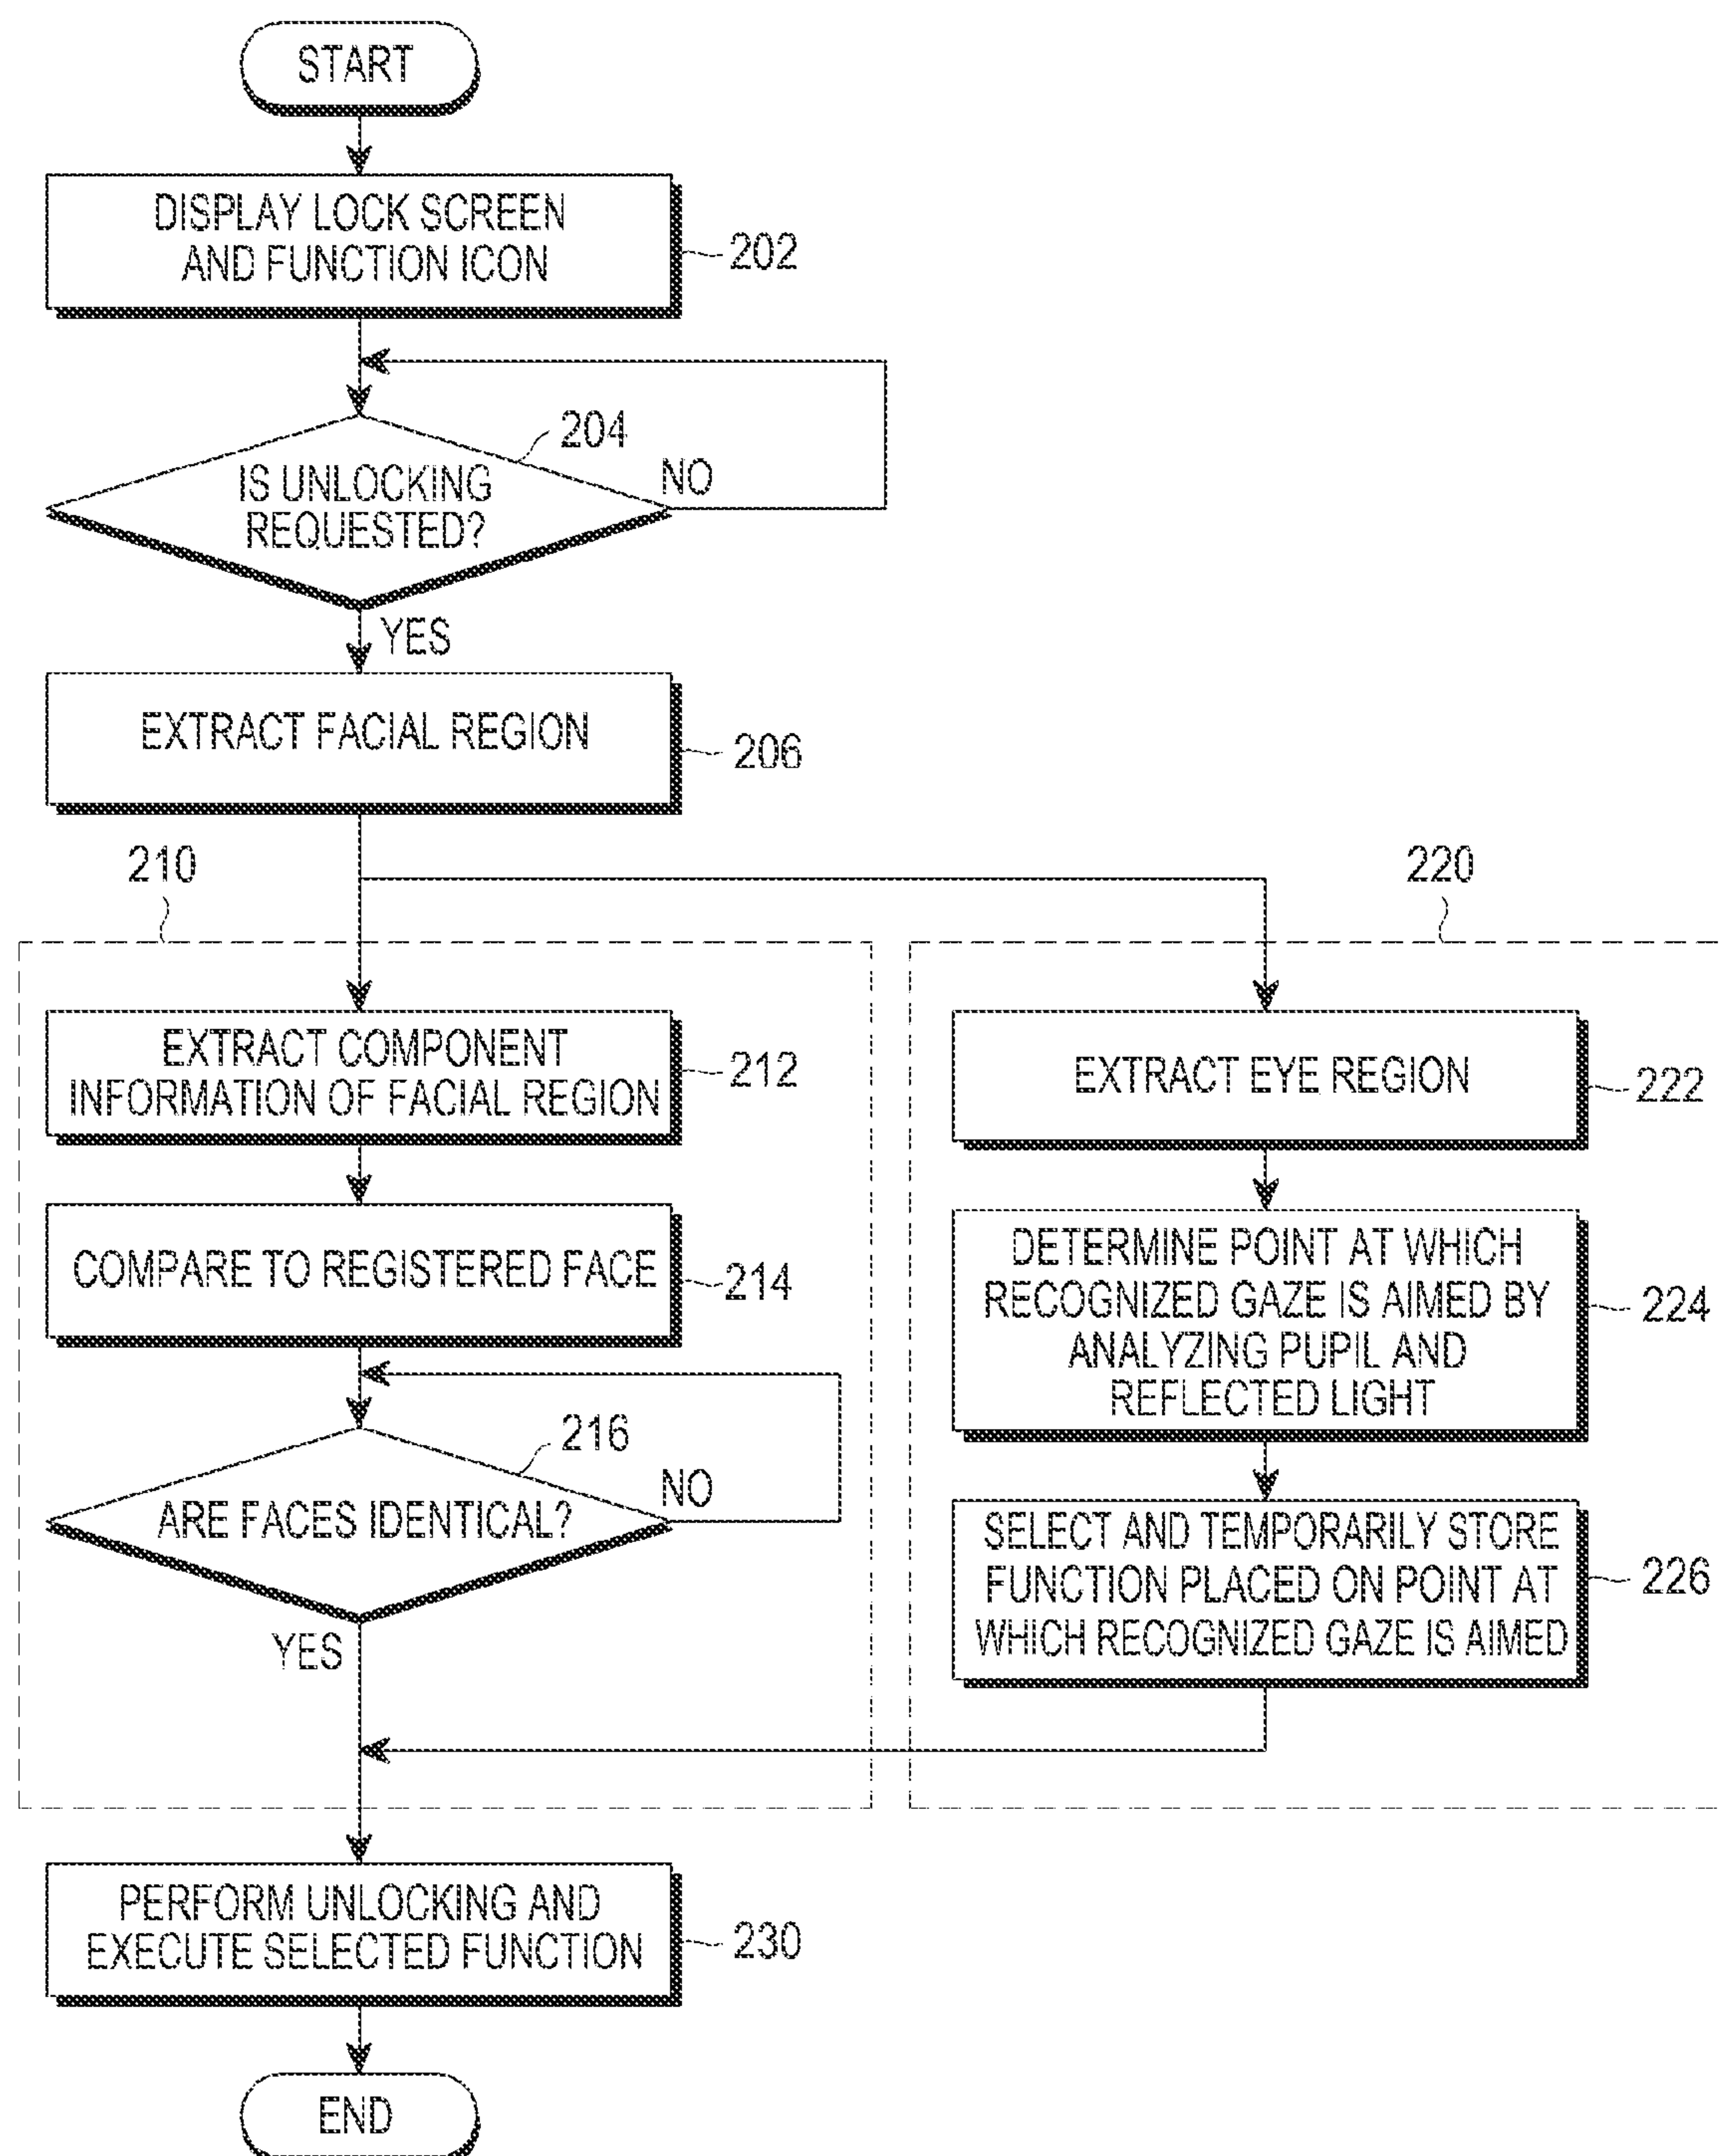 START
DISPLAY LOCK SCREEN
AND FUNCTION ICON
202
204
IS UNLOCKING
REQUESTED?
NO
YES
EXTRACT FACIAL REGION
206
210
220
EXTRACT COMPONENT
INFORMATION OF FACIAL REGION
212
COMPARE TO REGISTERED FACE
214
216
ARE FACES IDENTICAL?
NO
YES
EXTRACT EYE REGION
222
DETERMINE POINT AT WHICH
RECOGNIZED GAZE IS AIMED BY
ANALYZING PUPIL AND
REFLECTED LIGHT
224
SELECT AND TEMPORARILY STORE
FUNCTION PLACED ON POINT AT
WHICH RECOGNIZED GAZE IS AIMED
226
PERFORM UNLOCKING AND
EXECUTE SELECTED FUNCTION
230
END